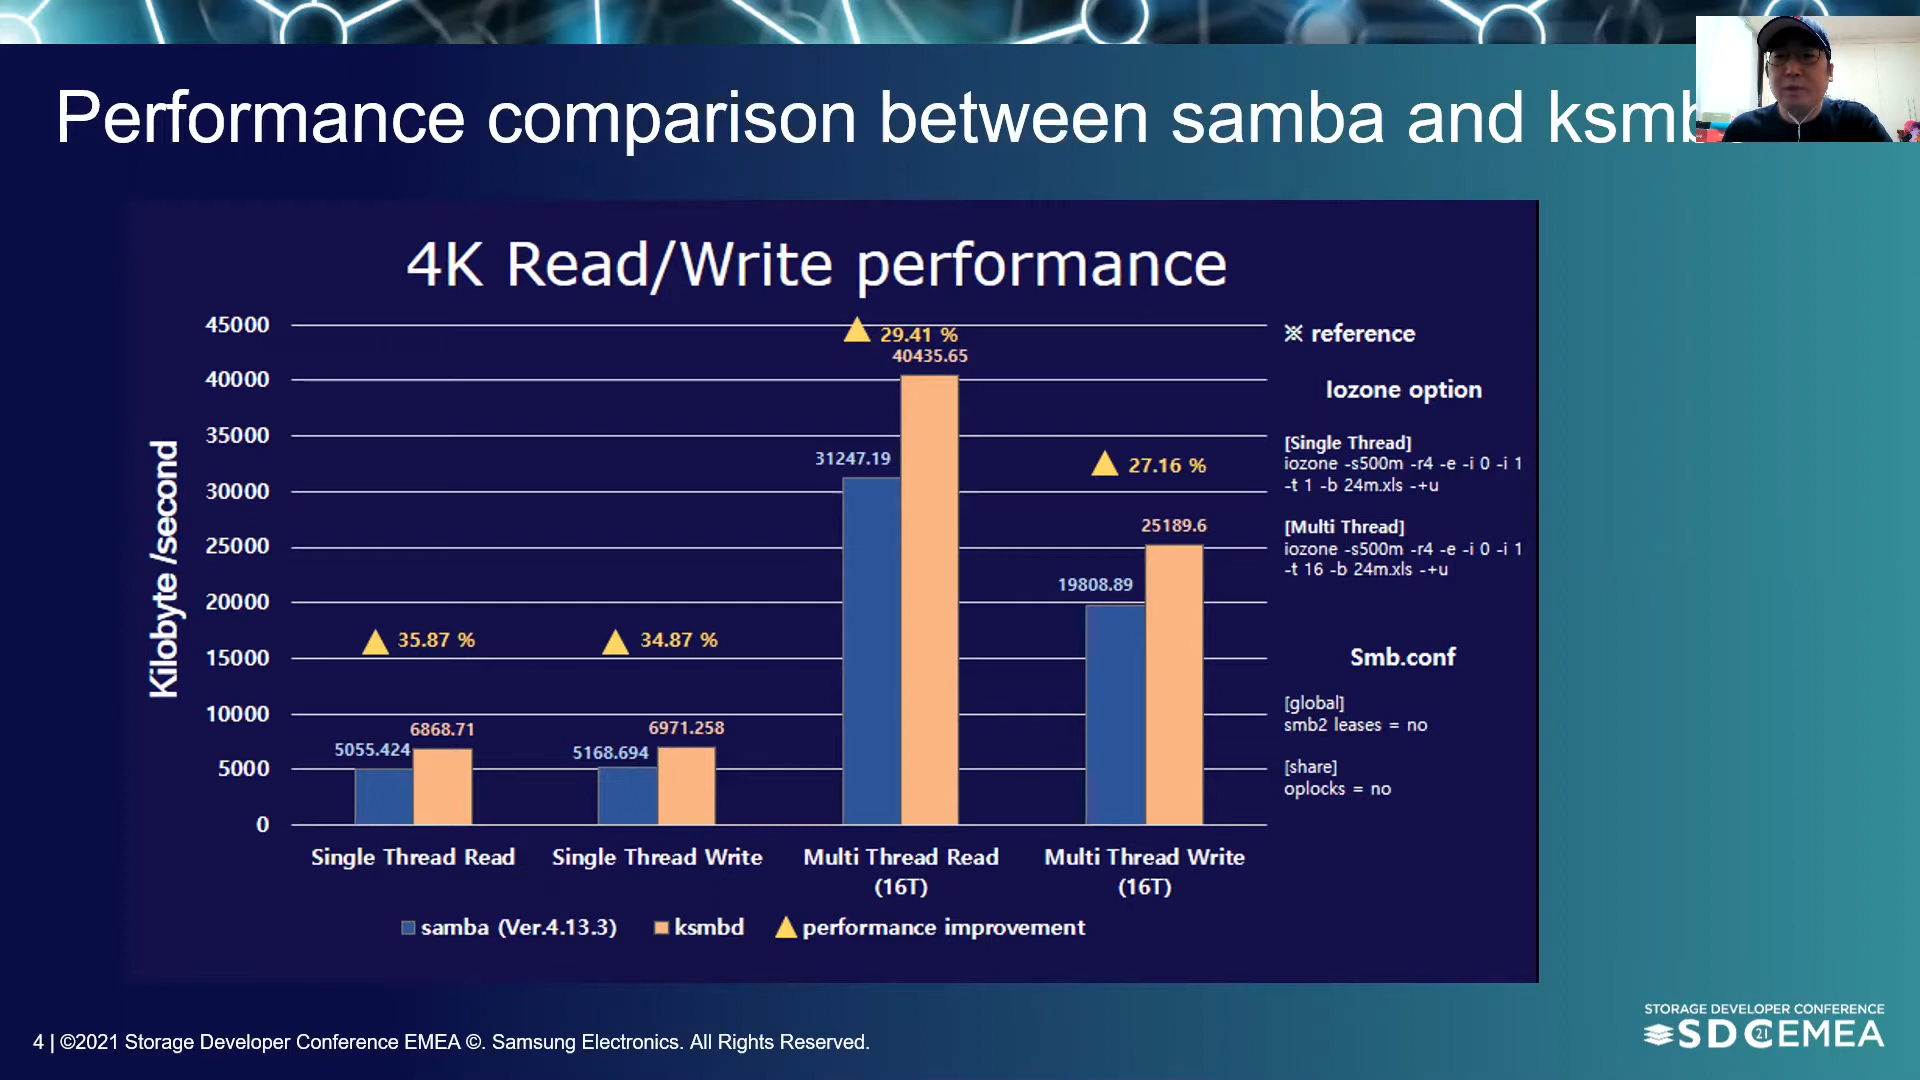 Performance comparison between samba and ksmb
4K Read/Write performance
Kilobyte /second
45000
40000
35000
30000
25000
20000
15000
10000
5000
0
35.87 %
5055.424
6868.71
34.87 %
5168.694
6971.258
29.41 %
31247.19
40435.65
27.16 %
19808.89
25189.6
Single Thread Read
Single Thread Write
Multi Thread Read
(16T)
Multi Thread Write
(16T)
samba (Ver.4.13.3)
ksmbd
performance improvement
※ reference
Iozone option
[Single Thread]
iozone -s500m -r4 -e -i 0 -i 1
-t 1 -b 24m.xls -+u
[Multi Thread]
iozone -s500m -r4 -e -i 0 -i 1
-t 16 -b 24m.xls -+u
Smb.conf
[global]
smb2 leases = no
[share]
oplocks = no
4 | ©2021 Storage Developer Conference EMEA ©. Samsung Electronics. All Rights Reserved.
STORAGE DEVELOPER CONFERENCE
SDC 21 EMEA